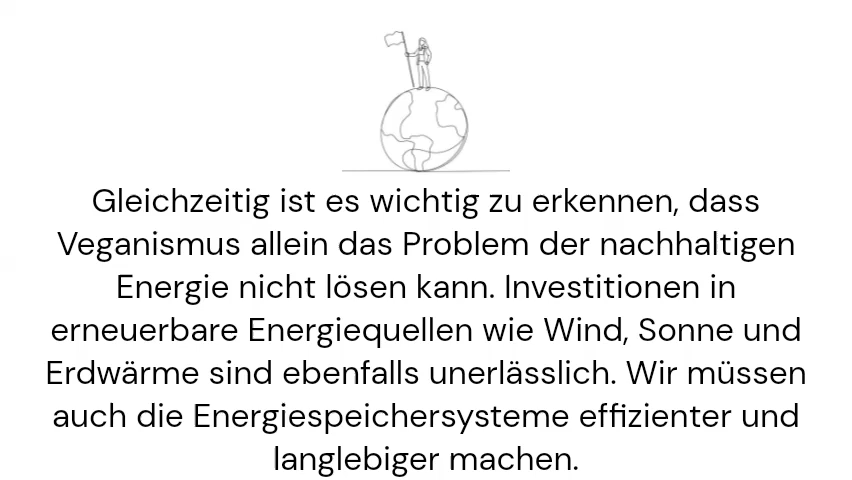 Gleichzeitig ist es wichtig zu erkennen, dass
Veganismus allein das Problem der nachhaltigen
Energie nicht lösen kann. Investitionen in
erneuerbare Energiequellen wie Wind, Sonne und
Erdwärme sind ebenfalls unerlässlich. Wir müssen
auch die Energiespeichersysteme effizienter und
langlebiger machen.